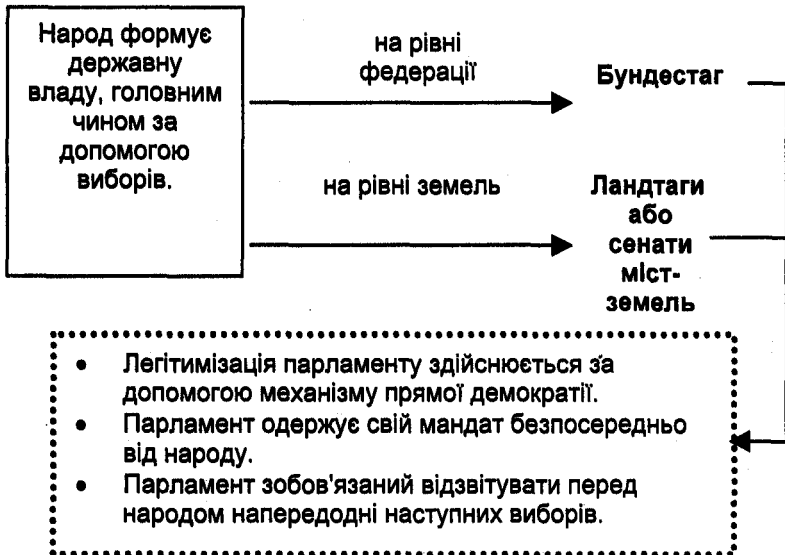 Народ формує
державну
владу, головним
чином за
допомогою
виборів.
на рівні
федерації
Бундестаг
на рівні земель
Ландтаги
або
сенати
міст-
земель
• Легітимізація парламенту здійснюється за
допомогою механізму прямої демократії.
• Парламент одержує свій мандат безпосередньо
від народу.
• Парламент зобов'язаний відзвітувати перед
народом напередодні наступних виборів.